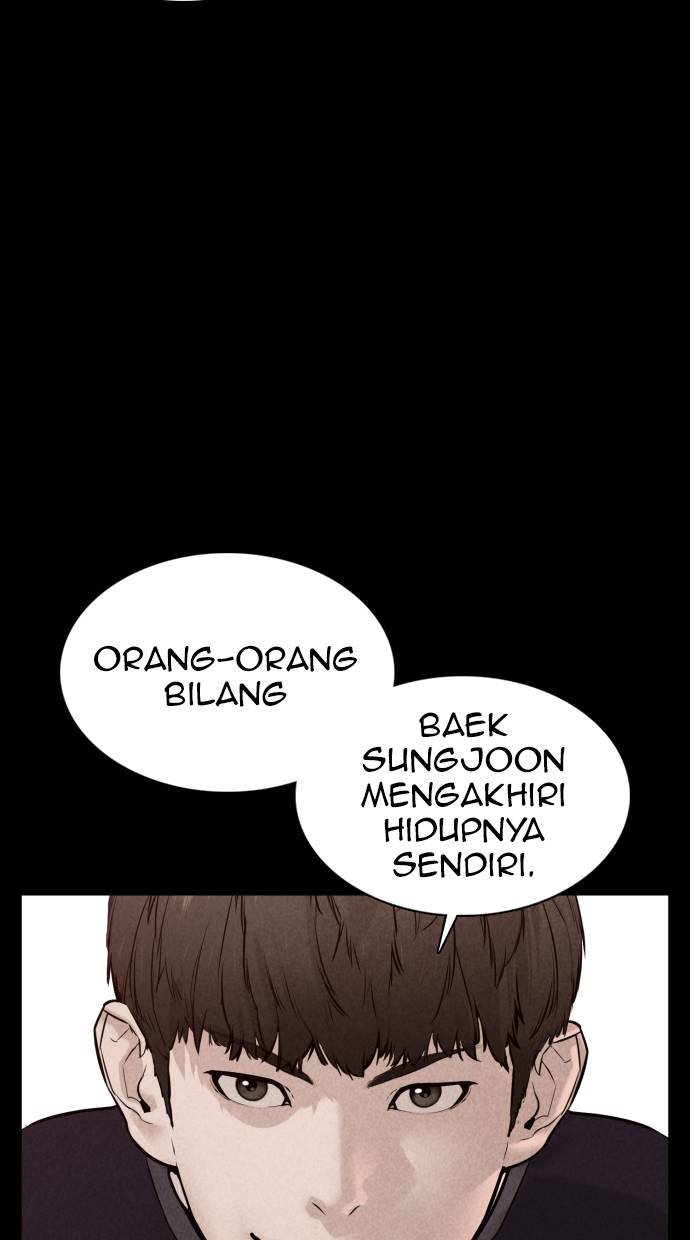 ORANG-ORANG
BILANG
BAEK
SUNGJOON
MENGAKHIRI
HIDUPNYA
SENDIRI.